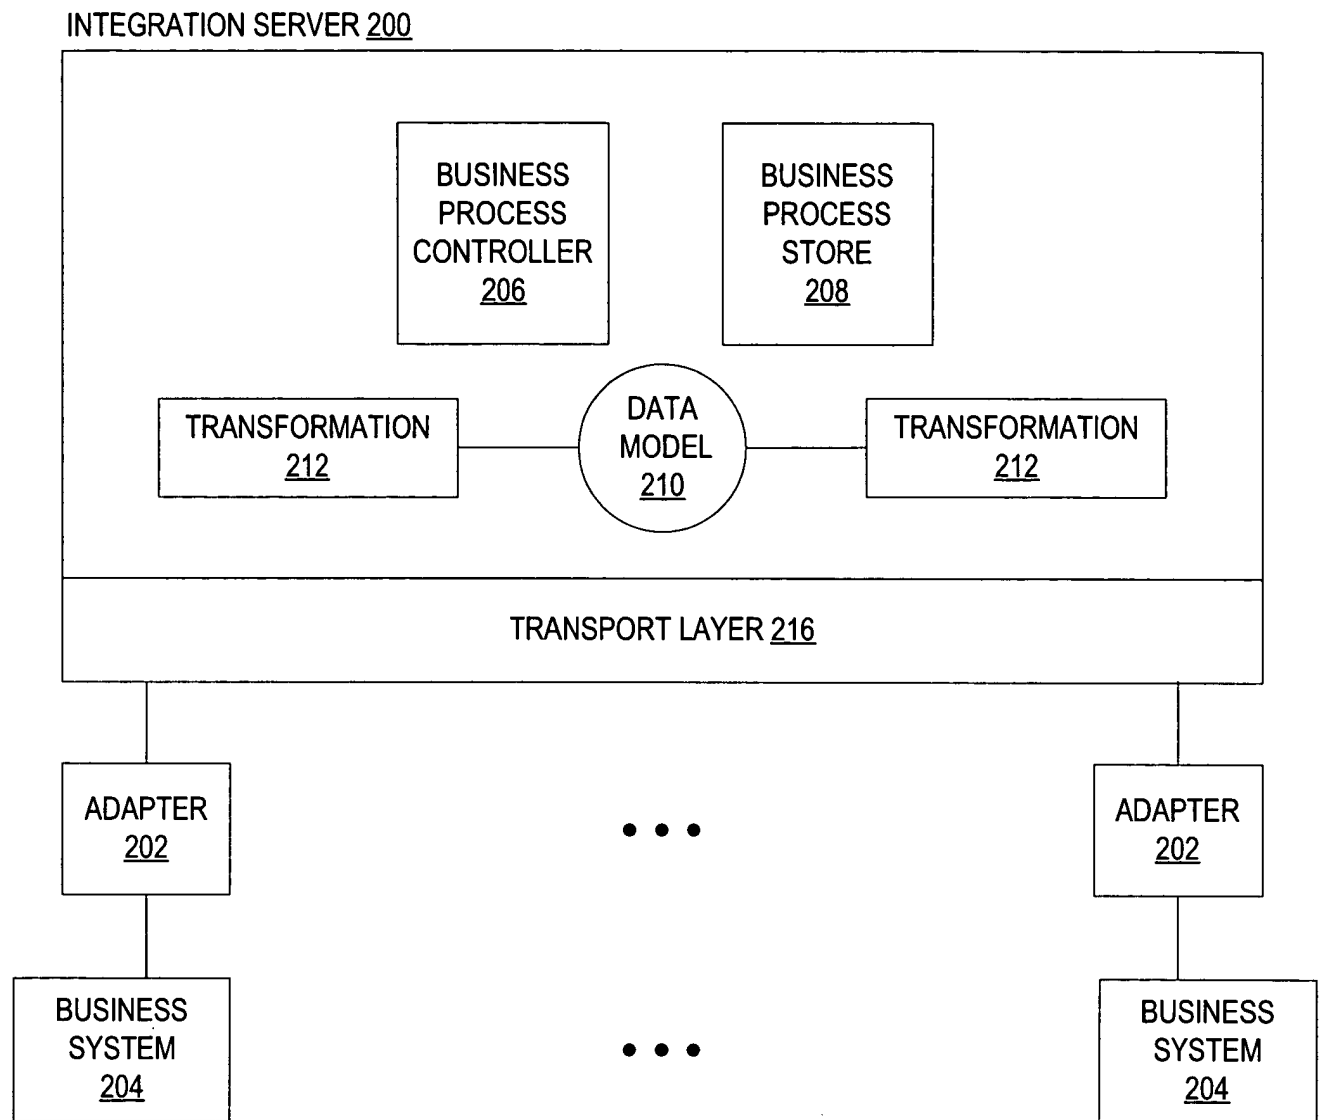 INTEGRATION SERVER 200
BUSINESS
PROCESS
CONTROLLER
206
BUSINESS
PROCESS
STORE
208
TRANSFORMATION
212
DATA
MODEL
210
TRANSFORMATION
212
TRANSPORT LAYER 216
ADAPTER
202
ADAPTER
202
BUSINESS
SYSTEM
204
BUSINESS
SYSTEM
204